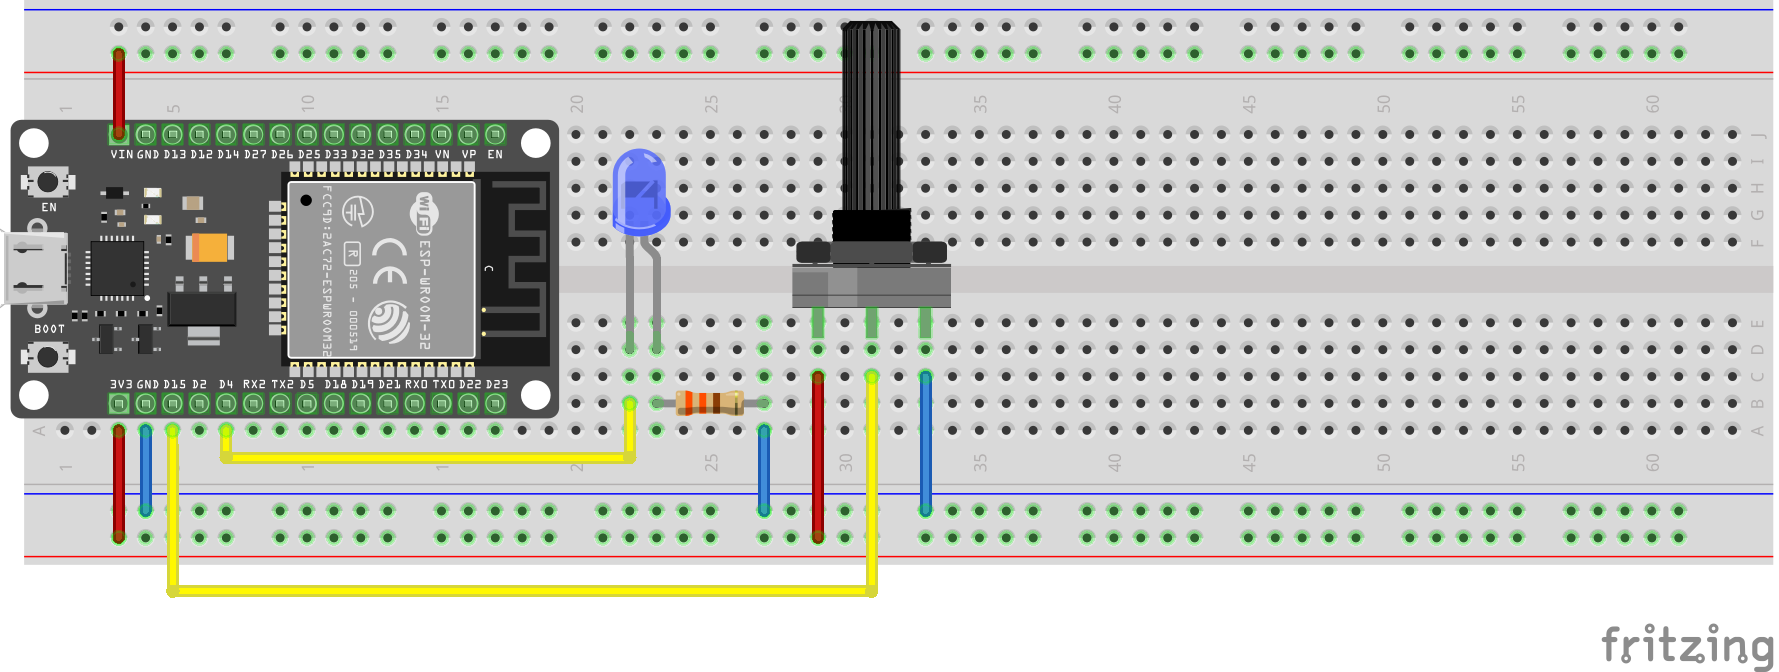 1 5 10 15 20 25 30 35 40 45 50 55 60
J
I
H
G
F
VIN GND D13 D12 D14 D27 D26 D25 D33 D32 D35 D34 VN VP EN
EN
BOOT
WiFi
ESP-WROOM-32
CE
R
205 - 000519
FCC ID:2AC7Z-ESPWROOM32
C
3V3 GND D15 D2 D4 RX2 TX2 D5 D18 D19 D21 RX0 TX0 D22 D23
E
D
C
B
A A
1 10 15 20 25 30 35 40 45 50 55 60
fritzing